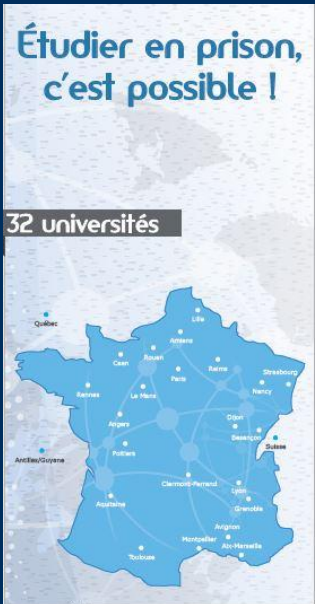 Étudier en prison,
c'est possible !
32 universités
Québec
Lille
Amiens
Caen
Rouen
Reims
Strasbourg
Paris
Nancy
Rennes
Le Mans
Angers
Dijon
Besançon
Suisse
Poitiers
Antilles/Guyane
Clermont-Ferrand
Lyon
Aquitaine
Grenoble
Avignon
Montpellier
Aix-Marseille
Toulouse